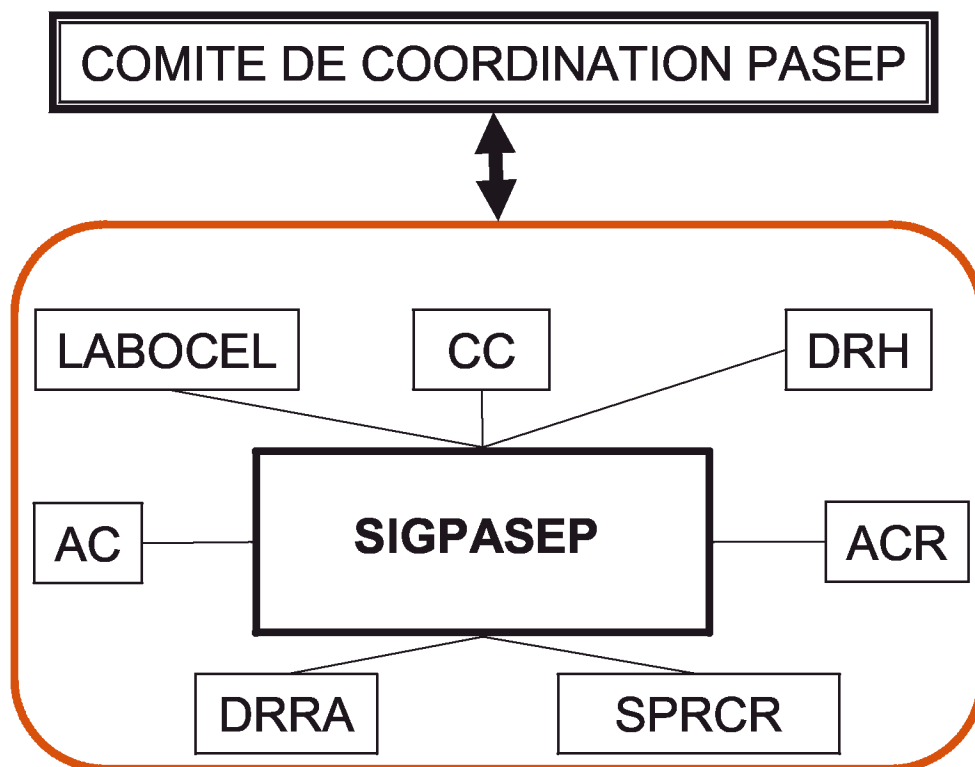 COMITE DE COORDINATION PASEP
LABOCEL
CC
DRH
AC
SIGPASEP
ACR
DRRA
SPRCR